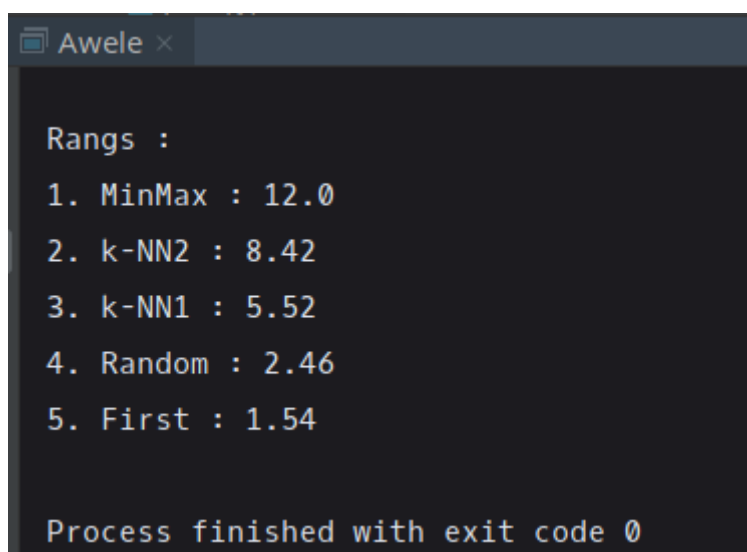 Awele
Rangs :
1. MinMax : 12.0
2. k-NN2 : 8.42
3. k-NN1 : 5.52
4. Random : 2.46
5. First : 1.54
Process finished with exit code 0